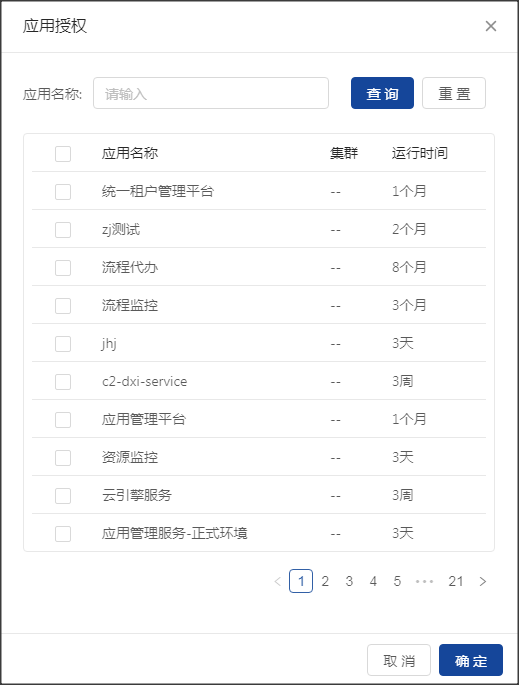 应用授权
应用名称: 请输入 查询 重置
应用名称 集群 运行时间
统一租户管理平台 -- 1个月
zj测试 -- 2个月
流程代办 -- 8个月
流程监控 -- 3个月
jhj -- 3天
c2-dxi-service -- 3周
应用管理平台 -- 1个月
资源监控 -- 3天
云引擎服务 -- 3周
应用管理服务-正式环境 -- 3天
< 1 2 3 4 5 ••• 21 >
取消 确定